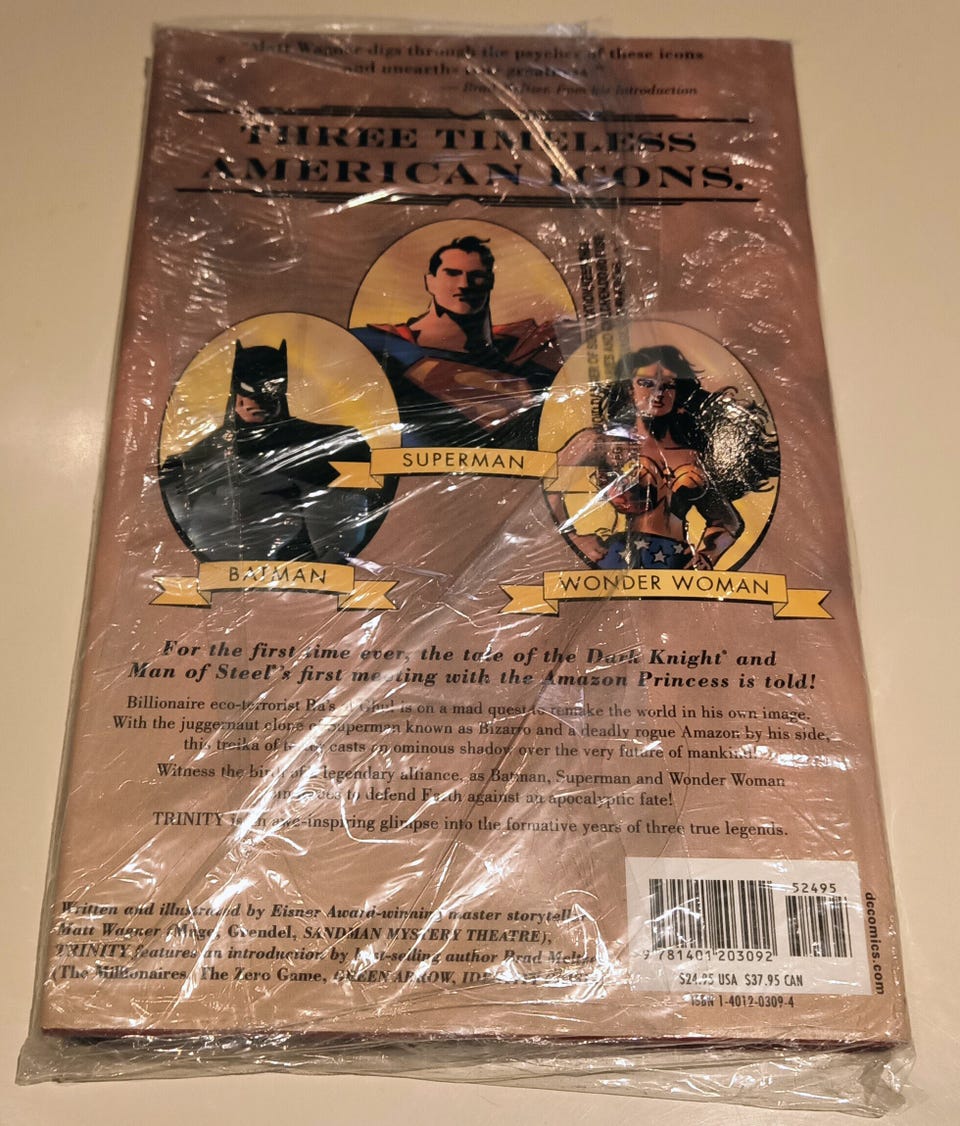 "Matt Wagner digs through the psyches of these icons
and unearths their greatness."
— Brad Meltzer, from his introduction
THREE TIMELESS
AMERICAN ICONS.
SUPERMAN
BATMAN
WONDER WOMAN
For the first time ever, the tale of the Dark Knight® and
Man of Steel®'s first meeting with the Amazon Princess is told!
Billionaire eco-terrorist Ra's Al Ghul is on a mad quest to remake the world in his own image.
With the juggernaut clone of Superman known as Bizarro and a deadly rogue Amazon by his side,
this troika of casts an ominous shadow over the very future of mankind!
Witness the birth of a legendary alliance, as Batman, Superman and Wonder Woman
to defend Earth against an apocalyptic fate!
TRINITY is an awe-inspiring glimpse into the formative years of three true legends.
Written and illustrated by Eisner Award-winning master storyteller
Matt Wagner (Mage, Grendel, SANDMAN MYSTERY THEATRE),
TRINITY features an introduction by best-selling author Brad Meltzer
(The Millionaires, The Zero Game, GREEN ARROW, IDENTITY CRISIS)
52495
9 781401 203092
$24.95 USA $37.95 CAN
ISBN 1-4012-0309-4
dccomics.com